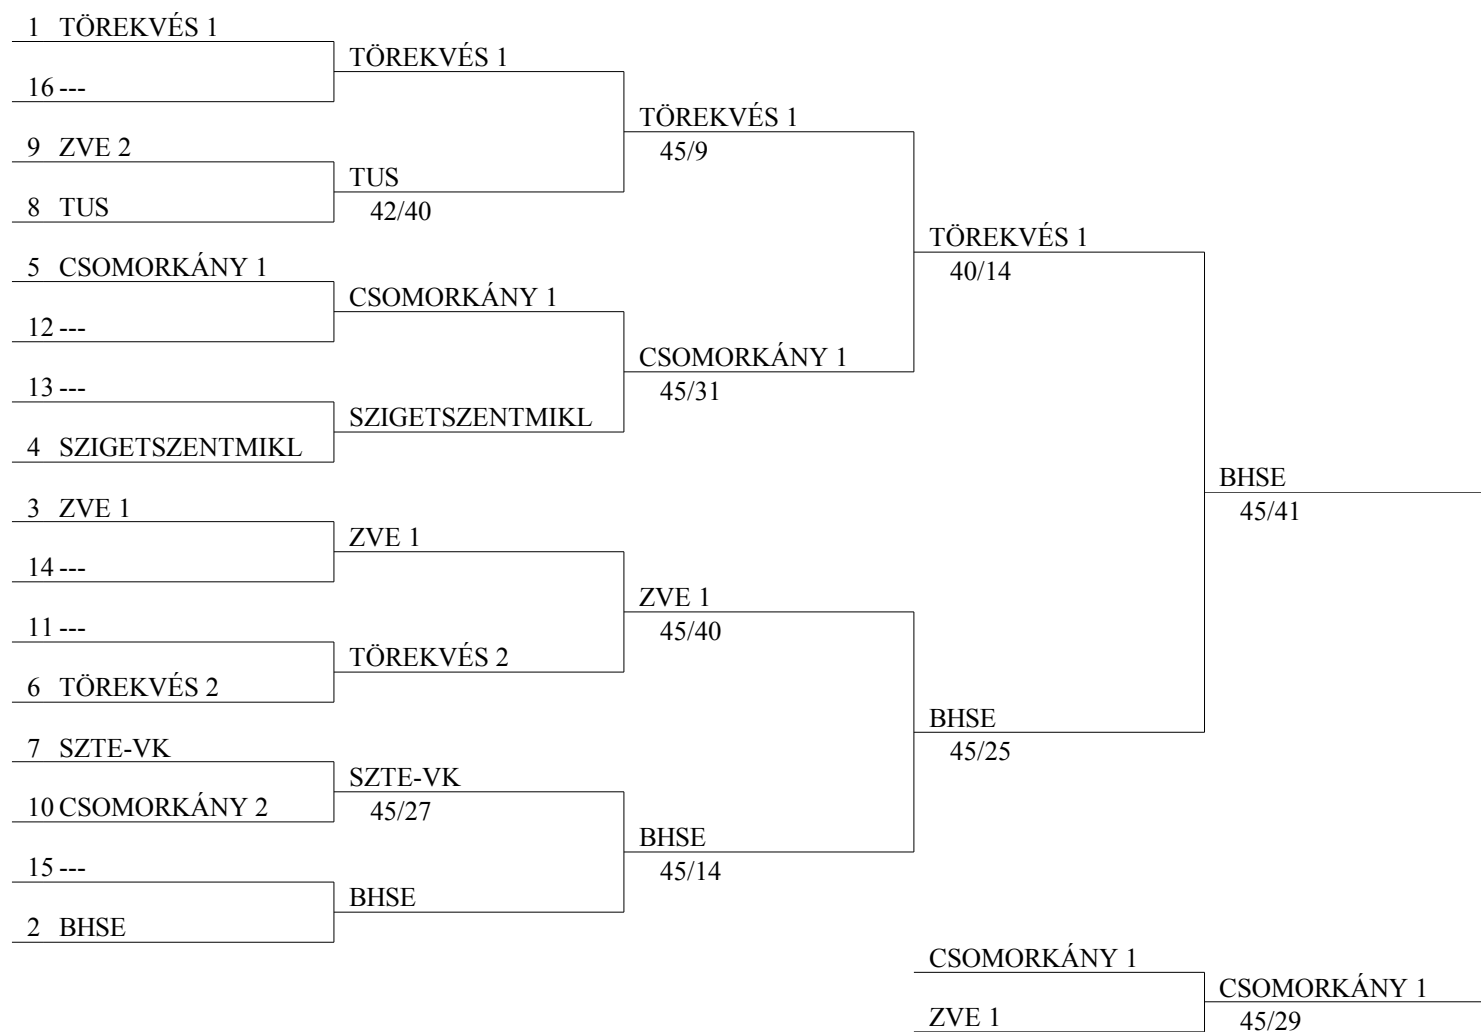 1 TÖREKVÉS 1
16 ---
9 ZVE 2
8 TUS
5 CSOMORKÁNY 1
12 ---
13 ---
4 SZIGETSZENTMIKL
3 ZVE 1
14 ---
11 ---
6 TÖREKVÉS 2
7 SZTE-VK
10 CSOMORKÁNY 2
15 ---
2 BHSE
TÖREKVÉS 1
TUS
42/40
CSOMORKÁNY 1
SZIGETSZENTMIKL
ZVE 1
TÖREKVÉS 2
SZTE-VK
45/27
BHSE
TÖREKVÉS 1
45/9
CSOMORKÁNY 1
45/31
ZVE 1
45/40
BHSE
45/14
TÖREKVÉS 1
40/14
BHSE
45/25
BHSE
45/41
CSOMORKÁNY 1
ZVE 1
CSOMORKÁNY 1
45/29